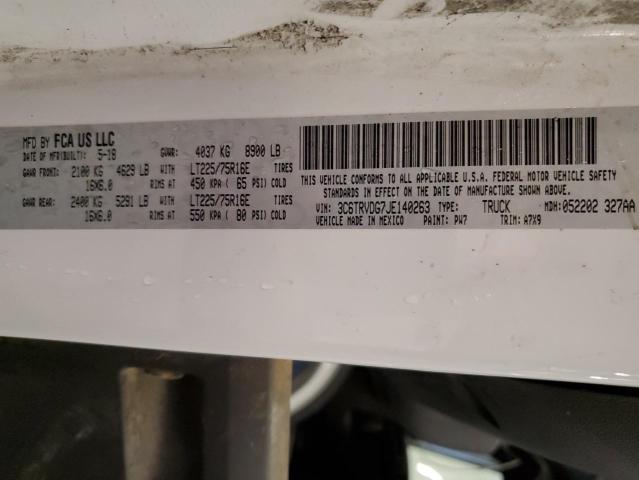 MFD BY FCA US LLC
DATE OF MFR(BUILT): 5-18 GVWR: 4037 KG 8900 LB
GAWR FRONT: 2100 KG 4629 LB WITH LT225/75R16E TIRES
16X6.0 RIMS AT 450 KPA ( 65 PSI) COLD
GAWR REAR: 2400 KG 5291 LB WITH LT225/75R16E TIRES
16X6.0 RIMS AT 550 KPA ( 80 PSI) COLD
THIS VEHICLE CONFORMS TO ALL APPLICABLE U.S.A. FEDERAL MOTOR VEHICLE SAFETY
STANDARDS IN EFFECT ON THE DATE OF MANUFACTURE SHOWN ABOVE.
VIN: 3C6TRVDG7JE140263 TYPE: TRUCK MDH: 052202 327AA
VEHICLE MADE IN MEXICO PAINT: PW7 TRIM: A7X9